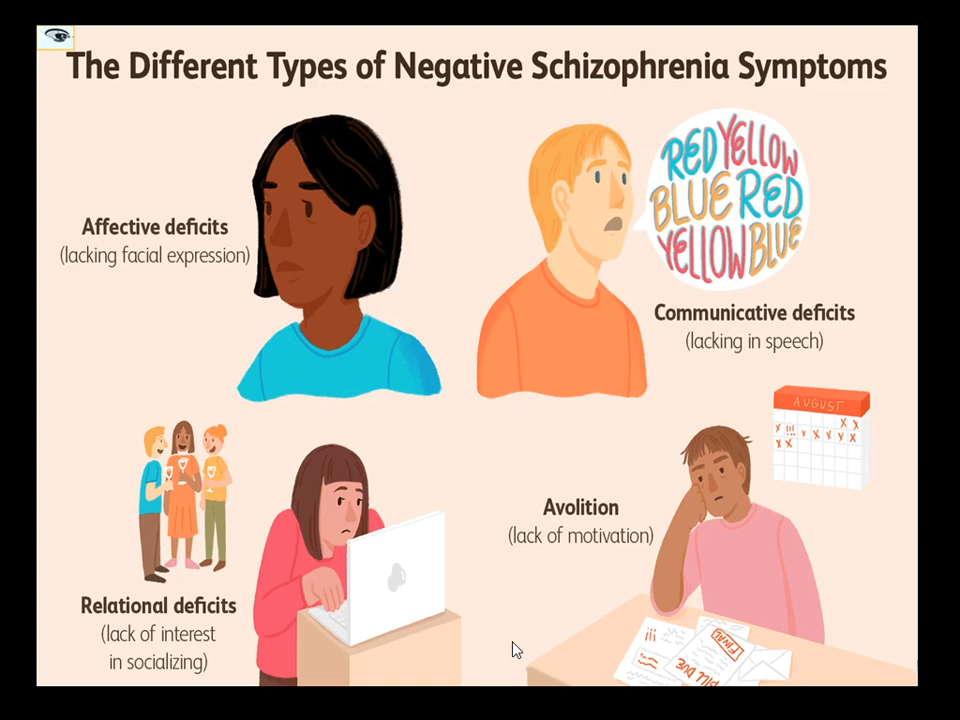 The Different Types of Negative Schizophrenia Symptoms
Affective deficits
(lacking facial expression)
RED YELLOW
BLUE RED
YELLOW BLUE
Communicative deficits
(lacking in speech)
AUGUST
Avolition
(lack of motivation)
Relational deficits
(lack of interest
in socializing)
FINAL
BILL DUE